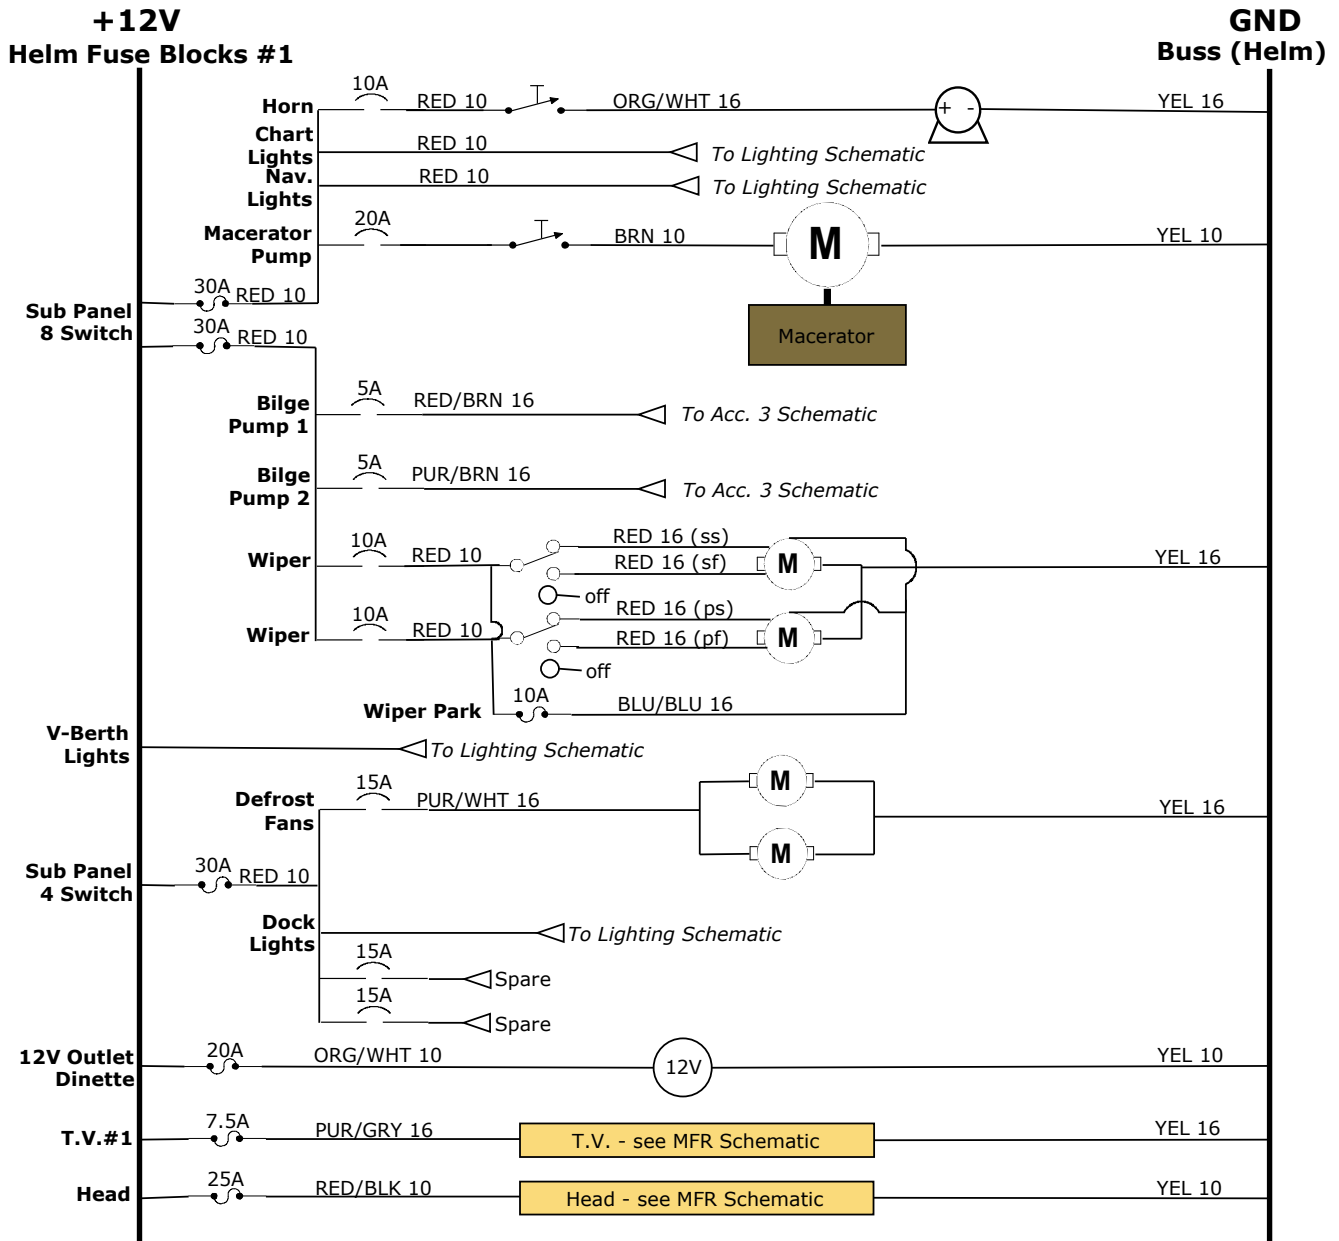 +12V
Helm Fuse Blocks #1
GND
Buss (Helm)
Horn
10A
RED 10
ORG/WHT 16
+ -
YEL 16
Chart
Lights
RED 10
To Lighting Schematic
Nav.
Lights
RED 10
To Lighting Schematic
Macerator
Pump
20A
BRN 10
M
YEL 10
Macerator
Sub Panel
8 Switch
30A
RED 10
30A
RED 10
Bilge
Pump 1
5A
RED/BRN 16
To Acc. 3 Schematic
Bilge
Pump 2
5A
PUR/BRN 16
To Acc. 3 Schematic
Wiper
10A
RED 10
RED 16 (ss)
RED 16 (sf)
M
YEL 16
off
Wiper
10A
RED 10
RED 16 (ps)
RED 16 (pf)
M
off
Wiper Park
10A
BLU/BLU 16
V-Berth
Lights
To Lighting Schematic
Defrost
Fans
15A
PUR/WHT 16
M
M
YEL 16
Sub Panel
4 Switch
30A
RED 10
Dock
Lights
To Lighting Schematic
15A
Spare
15A
Spare
12V Outlet
Dinette
20A
ORG/WHT 10
12V
YEL 10
T.V.#1
7.5A
PUR/GRY 16
T.V. - see MFR Schematic
YEL 16
Head
25A
RED/BLK 10
Head - see MFR Schematic
YEL 10